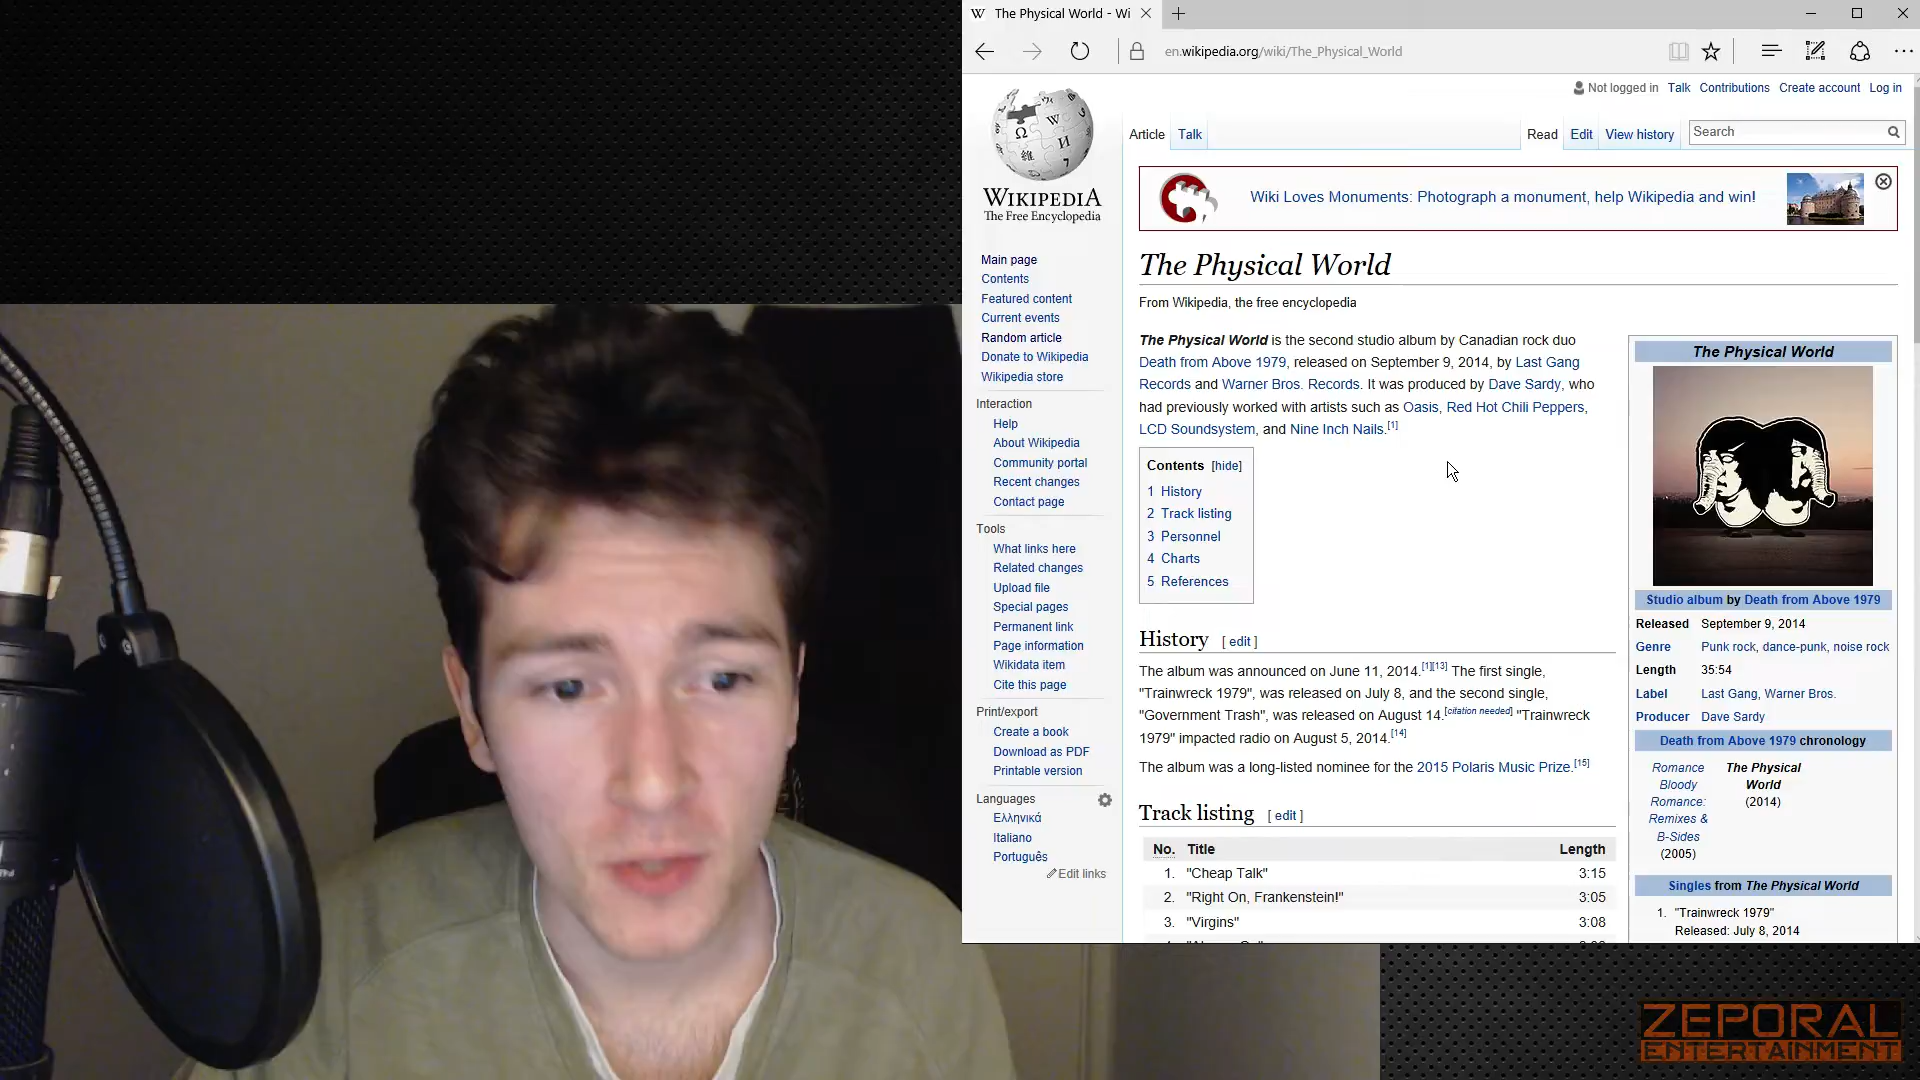 The Physical World - Wi
en.wikipedia.org/wiki/The_Physical_World
Not logged in Talk Contributions Create account Log in
Article Talk Read Edit View history Search
WIKIPEDIA
The Free Encyclopedia
Wiki Loves Monuments: Photograph a monument, help Wikipedia and win!
Main page
Contents
Featured content
Current events
Random article
Donate to Wikipedia
Wikipedia store
Interaction
Help
About Wikipedia
Community portal
Recent changes
Contact page
Tools
What links here
Related changes
Upload file
Special pages
Permanent link
Page information
Wikidata item
Cite this page
Print/export
Create a book
Download as PDF
Printable version
Languages
Ελληνικά
Italiano
Português
Edit links
The Physical World
From Wikipedia, the free encyclopedia
The Physical World is the second studio album by Canadian rock duo
Death from Above 1979, released on September 9, 2014, by Last Gang
Records and Warner Bros. Records. It was produced by Dave Sardy, who
had previously worked with artists such as Oasis, Red Hot Chili Peppers,
LCD Soundsystem, and Nine Inch Nails.[1]
Contents [hide]
1 History
2 Track listing
3 Personnel
4 Charts
5 References
History [ edit ]
The album was announced on June 11, 2014.[1][13] The first single,
"Trainwreck 1979", was released on July 8, and the second single,
"Government Trash", was released on August 14.[citation needed] "Trainwreck
1979" impacted radio on August 5, 2014.[14]
The album was a long-listed nominee for the 2015 Polaris Music Prize.[15]
Track listing [ edit ]
No. Title Length
1. "Cheap Talk" 3:15
2. "Right On, Frankenstein!" 3:05
3. "Virgins" 3:08
The Physical World
Studio album by Death from Above 1979
Released September 9, 2014
Genre Punk rock, dance-punk, noise rock
Length 35:54
Label Last Gang, Warner Bros.
Producer Dave Sardy
Death from Above 1979 chronology
Romance
Bloody
Romance:
Remixes &
B-Sides
(2005)
The Physical
World
(2014)
Singles from The Physical World
1. "Trainwreck 1979"
Released: July 8, 2014
ZEPORAL
ENTERTAINMENT